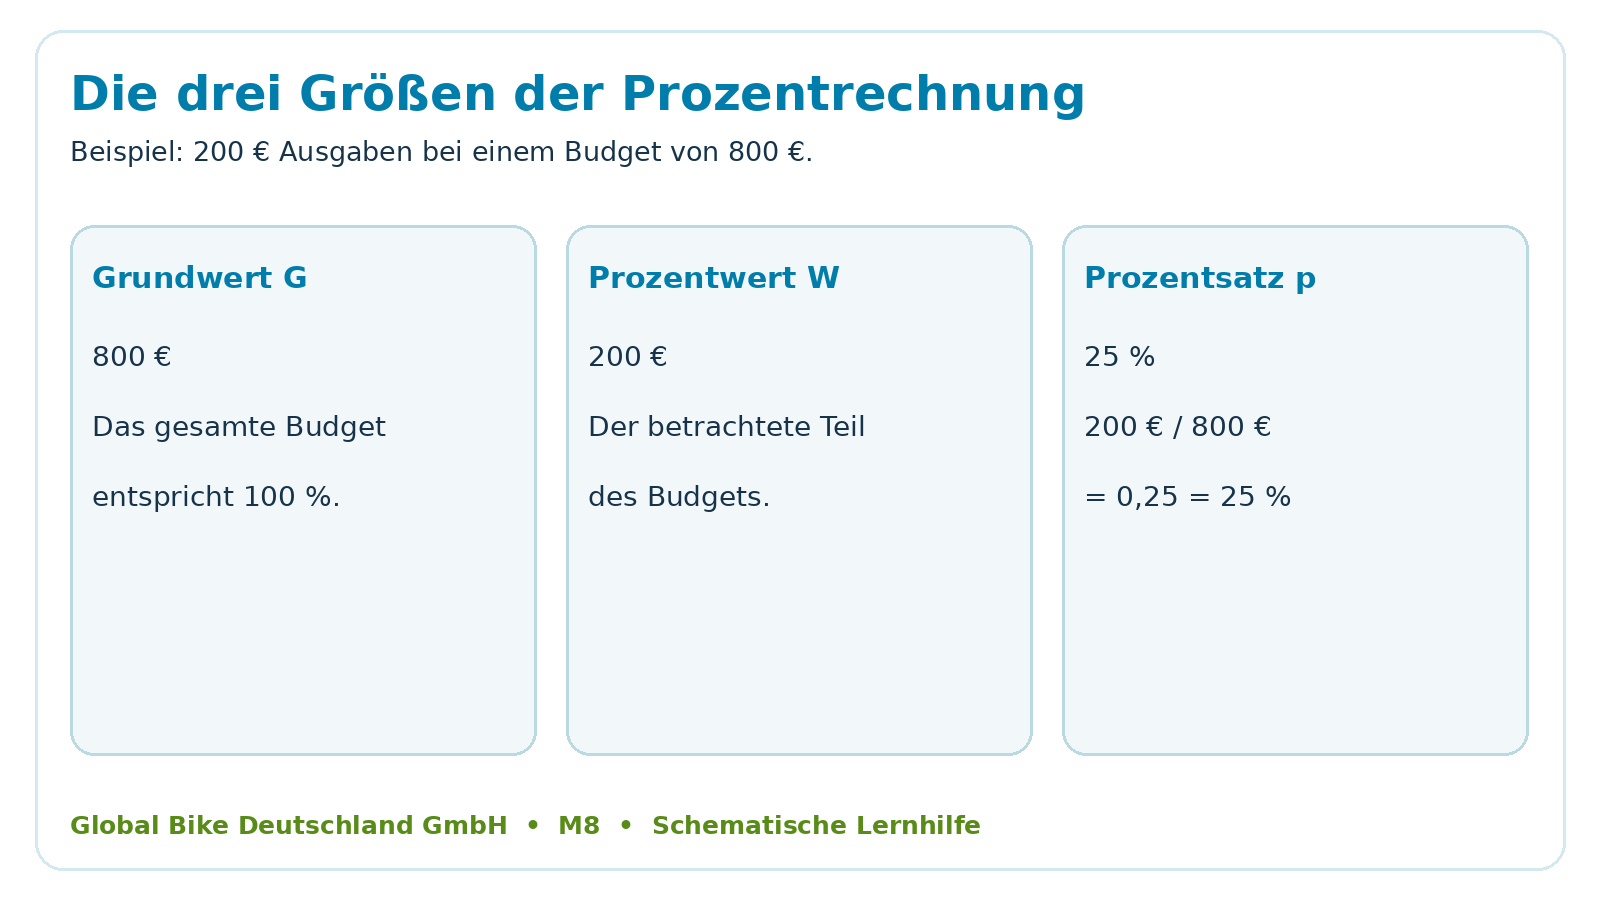 Die drei Größen der Prozentrechnung
Beispiel: 200 € Ausgaben bei einem Budget von 800 €.
Grundwert G
800 €
Das gesamte Budget
entspricht 100 %.
Prozentwert W
200 €
Der betrachtete Teil
des Budgets.
Prozentsatz p
25 %
200 € / 800 €
= 0,25 = 25 %
Global Bike Deutschland GmbH • M8 • Schematische Lernhilfe